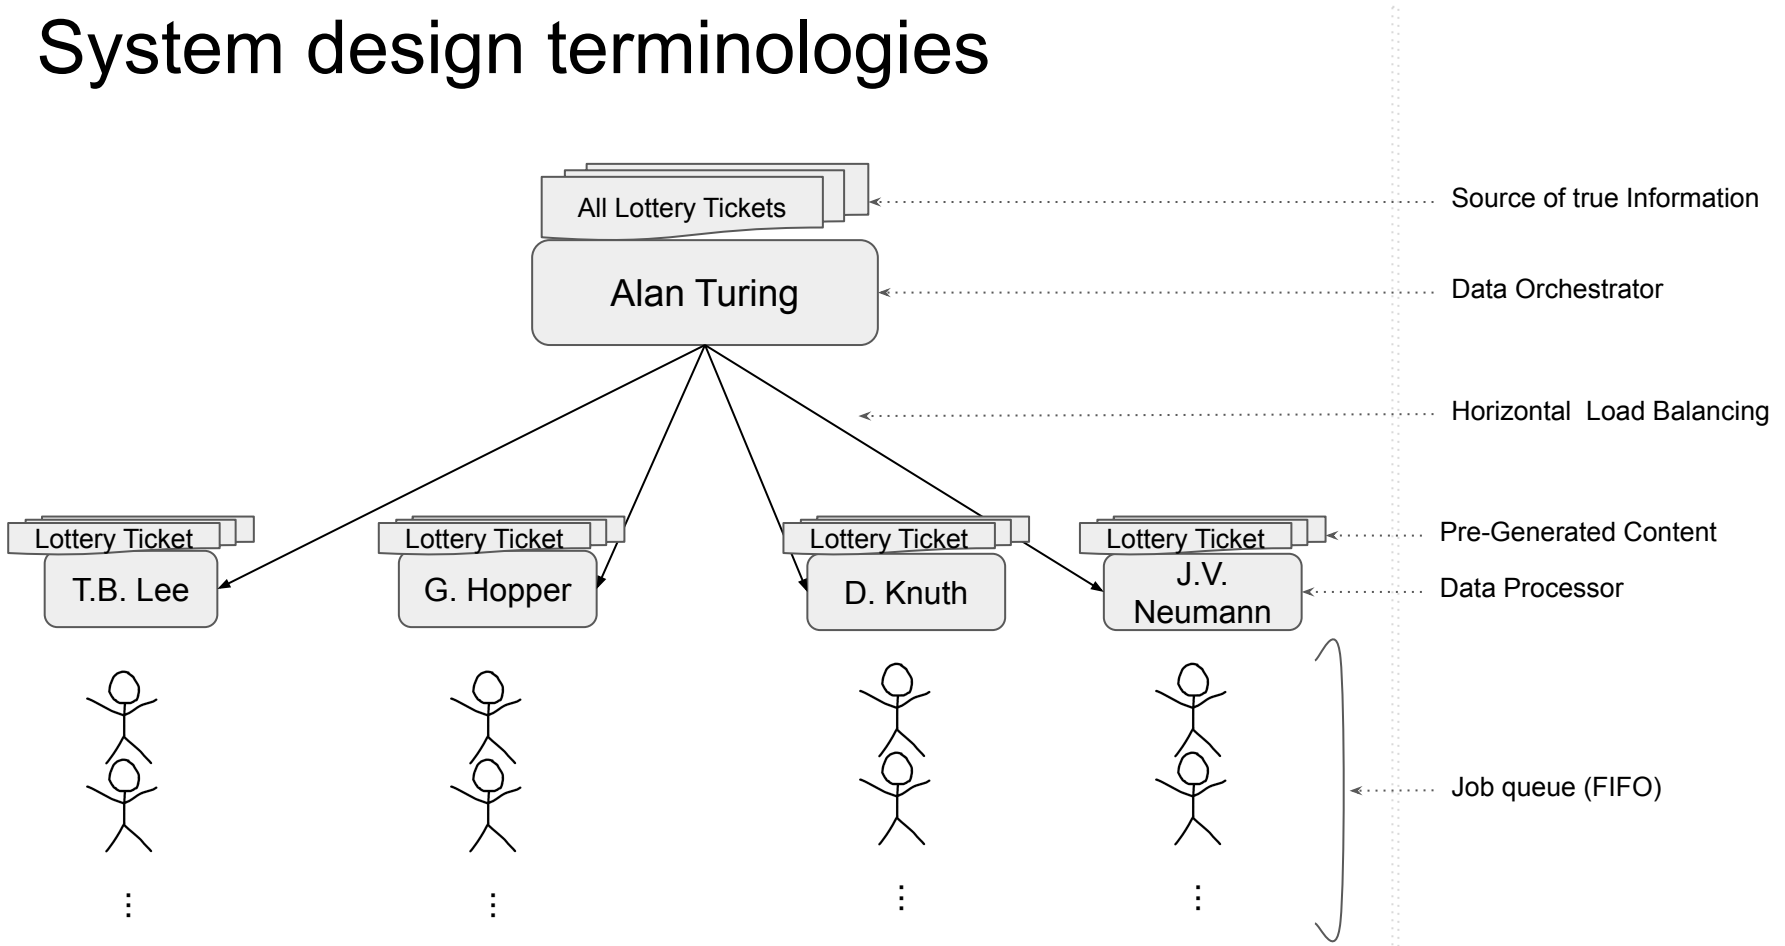 System design terminologies
All Lottery Tickets
Source of true Information
Alan Turing
Data Orchestrator
Horizontal  Load Balancing
Lottery Ticket
Lottery Ticket
Lottery Ticket
Lottery Ticket
Pre-Generated Content
T.B. Lee
G. Hopper
D. Knuth
J.V.
Neumann
Data Processor
Job queue (FIFO)
...
...
...
...